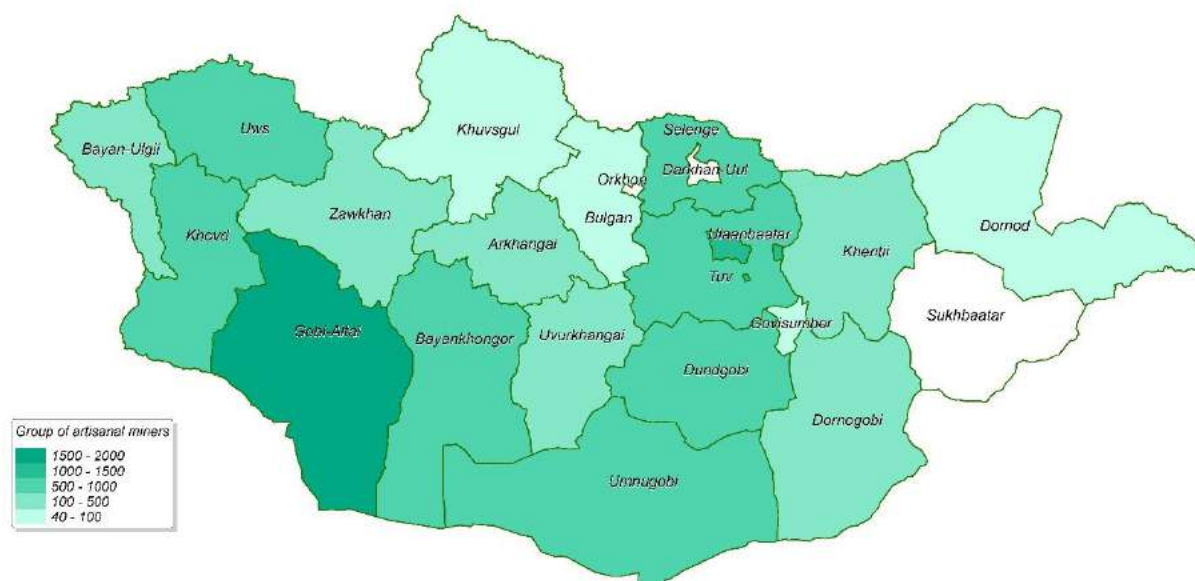 Khuvsgul
Uws
Selenge
Bayan-Ulgii
Darkhan-Uul
Orkhon
Zawkhan
Bulgan
Dornod
Ulaanbaatar
Khovd
Arkhangai
Khentii
Tuv
Sukhbaatar
Govisumber
Gobi-Altai
Bayankhongor
Uvurkhangai
Dundgobi
Dornogobi
Umnugobi
Group of artisanal miners
1500 - 2000
1000 - 1500
500 - 1000
100 - 500
40 - 100